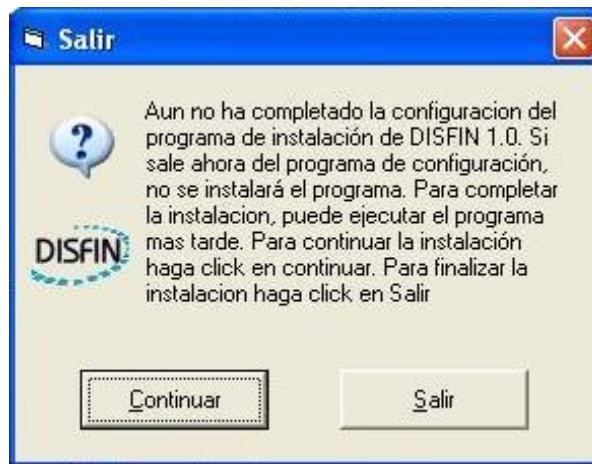 Salir
Aun no ha completado la configuracion del
programa de instalación de DISFIN 1.0. Si
sale ahora del programa de configuración,
no se instalará el programa. Para completar
la instalacion, puede ejecutar el programa
mas tarde. Para continuar la instalación
haga click en continuar. Para finalizar la
instalacion haga click en Salir
DISFIN
Continuar
Salir